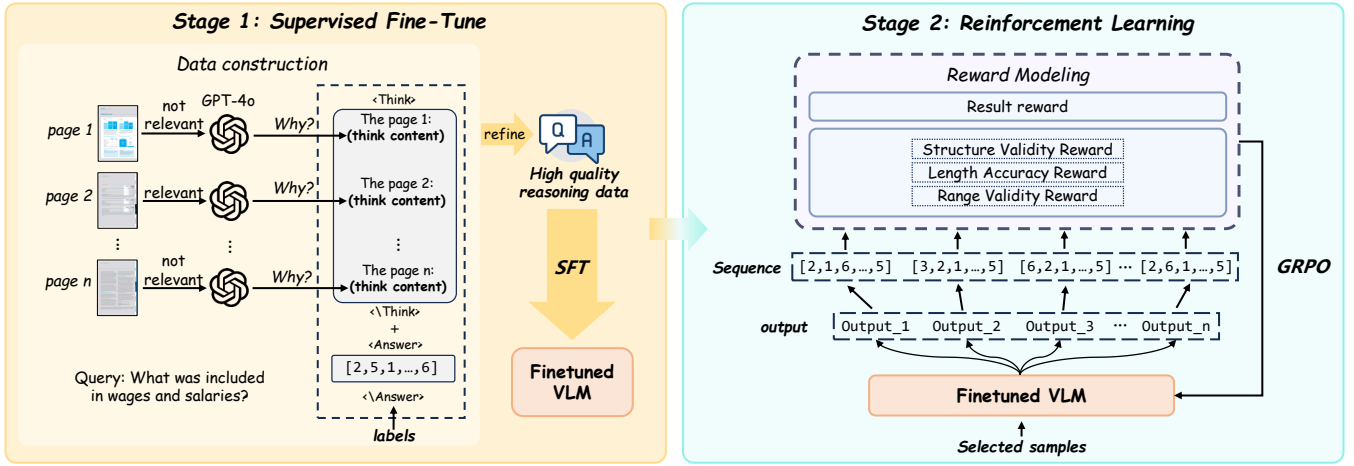 Stage 1: Supervised Fine-Tune
Data construction
page 1
not
relevant
GPT-4o
Why?
page 2
relevant
Why?
⋮
⋮
page n
not
relevant
Why?
<Think>
The page 1:
(think content)
The page 2:
(think content)
⋮
The page n:
(think content)
<\Think>
+
<Answer>
[2,5,1,…,6]
<\Answer>
labels
Query: What was included
in wages and salaries?
refine
Q
A
High quality
reasoning data
SFT
Finetuned
VLM
Stage 2: Reinforcement Learning
Reward Modeling
Result reward
Structure Validity Reward
Length Accuracy Reward
Range Validity Reward
Sequence
[2,1,6,…,5] [3,2,1,…,5] [6,2,1,…,5] … [2,6,1,…,5]
output
Output_1 Output_2 Output_3 … Output_n
GRPO
Finetuned VLM
Selected samples